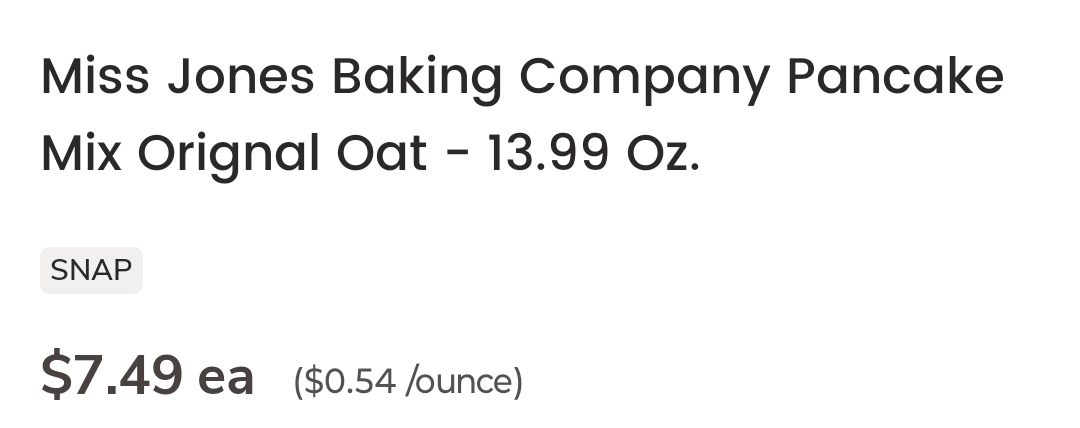 Miss Jones Baking Company Pancake
Mix Orignal Oat - 13.99 Oz.
SNAP
$7.49 ea ($0.54 /ounce)